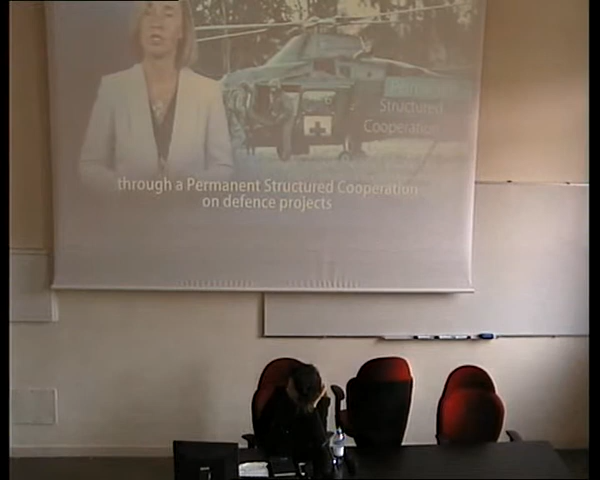 Structured
Cooperation
through a Permanent Structured Cooperation
on defence projects